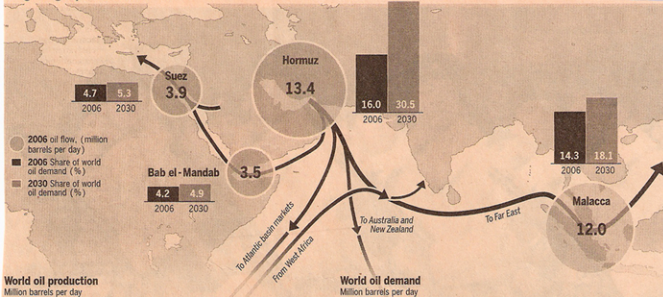 Suez
3.9
4.7 5.3
2006 2030
Hormuz
13.4
16.0 30.5
2006 2030
2006 oil flow, (million
barrels per day)
2006 Share of world
oil demand (%)
2030 Share of world
oil demand (%)
Bab el-Mandab
3.5
4.2 4.9
2006 2030
14.3 18.1
2006 2030
Malacca
12.0
To Atlantic basin markets
From West Africa
To Australia and
New Zealand
To Far East
World oil production
Million barrels per day
World oil demand
Million barrels per day